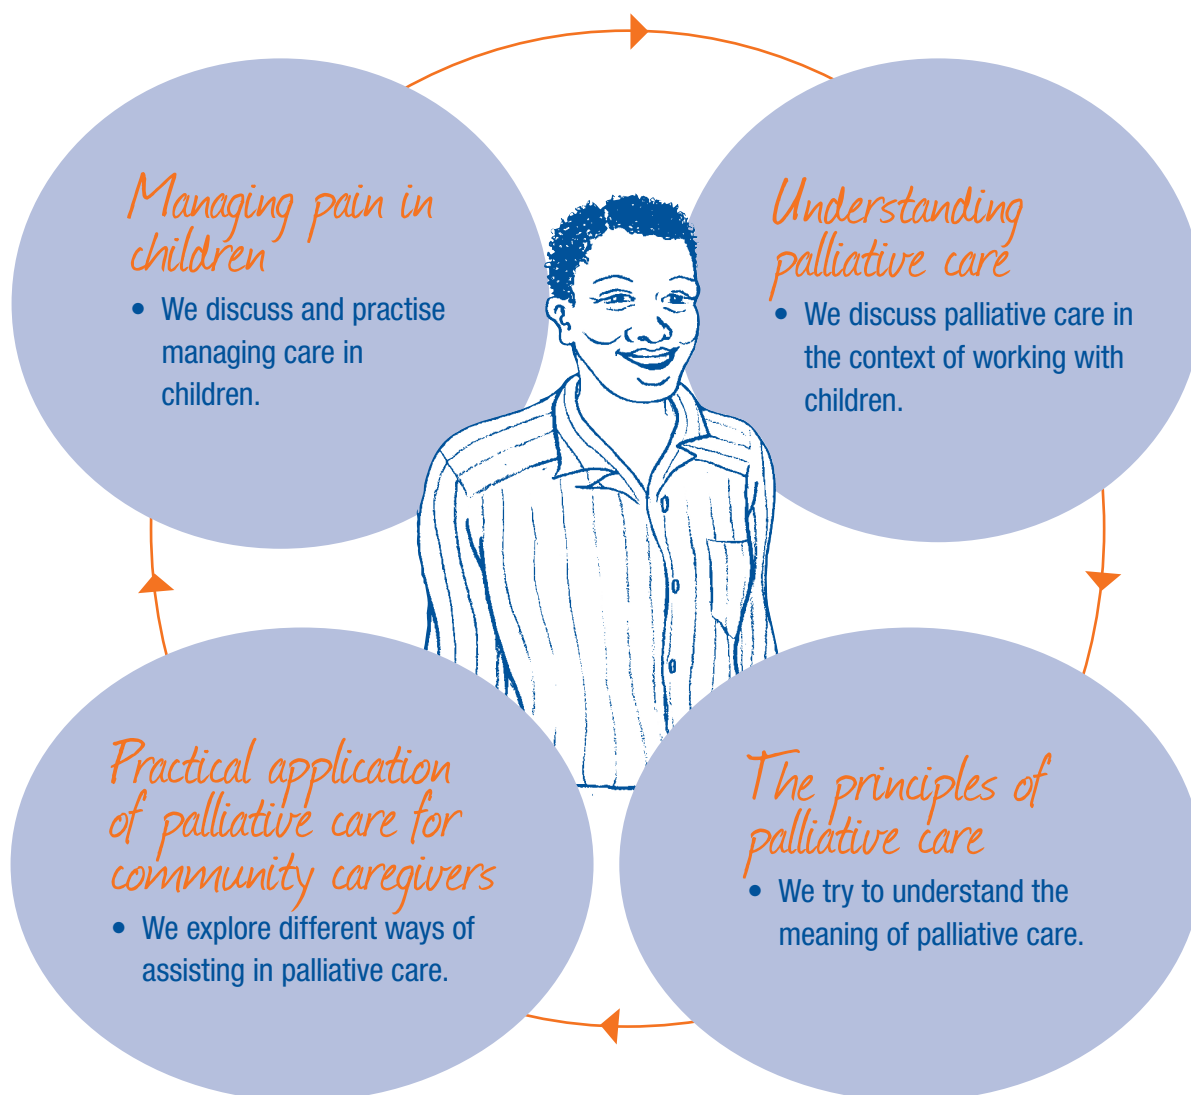 Managing pain in
children
• We discuss and practise
managing care in
children.
Understanding
palliative care
• We discuss palliative care in
the context of working with
children.
Practical application
of palliative care for
community caregivers
• We explore different ways of
assisting in palliative care.
The principles of
palliative care
• We try to understand the
meaning of palliative care.